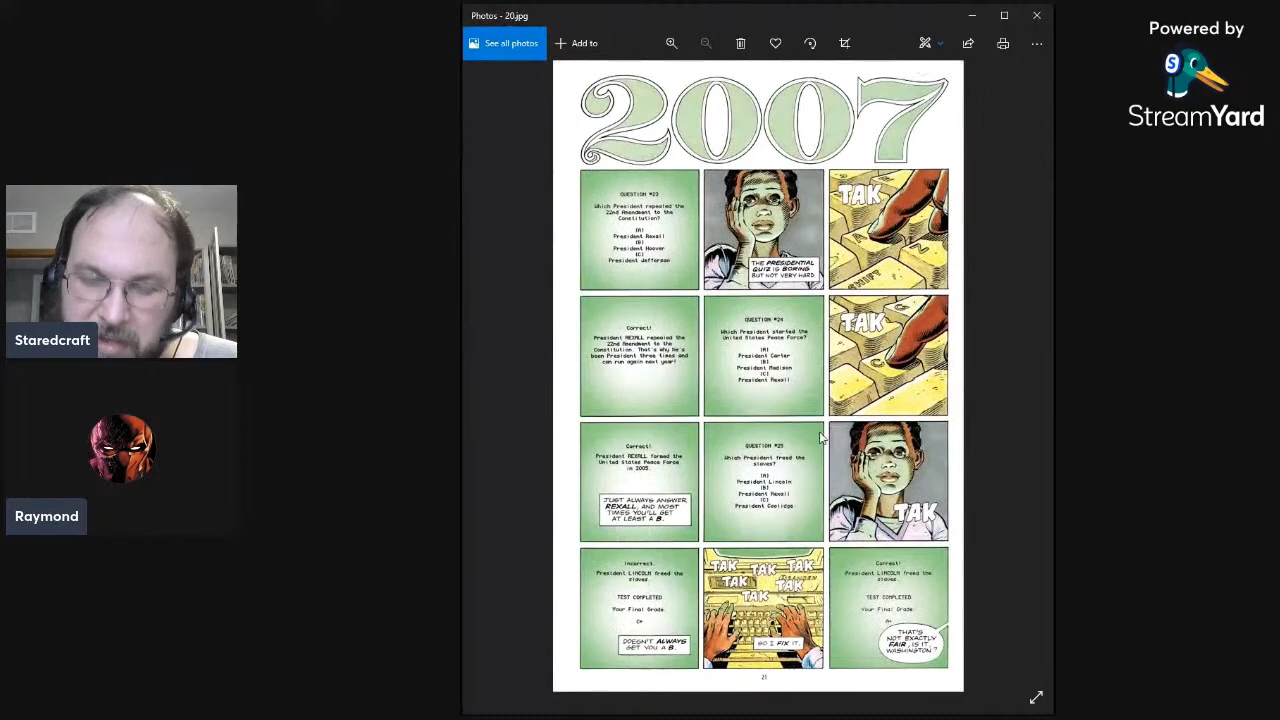 Photos - 20.jpg
See all photos
Add to
Powered by
StreamYard
S
2007
QUESTION #23
Which President repealed the
22nd Amendment to the
Constitution?
(A)
President Rexall
(B)
President Hoover
(C)
President Jefferson
THE PRESIDENTIAL
QUIZ IS BORING
BUT NOT VERY HARD.
TAK
A
N
SHIFT
Correct!
President REXALL repealed the
22nd Amendment to the
Constitution. That's why he's
been President three times and
can run again next year!
QUESTION #24
Which President started the
United States Peace Force?
(A)
President Carter
(B)
President Madison
(C)
President Rexall
TAK
C
Correct!
President REXALL formed the
United States Peace Force
in 2005.
JUST ALWAYS ANSWER
REXALL, AND MOST
TIMES YOU'LL GET
AT LEAST A B.
QUESTION #25
Which President freed the
slaves?
(A)
President Lincoln
(B)
President Rexall
(C)
President Coolidge
TAK
Incorrect.
President LINCOLN freed the
slaves.
TEST COMPLETED
Your Final Grade:
C+
DOESN'T ALWAYS
GET YOU A B.
TAK TAK TAK
TAK TAK
TAK
SO I FIX IT.
Correct!
President LINCOLN freed the
slaves.
TEST COMPLETED
Your Final Grade:
A+
THAT'S
NOT EXACTLY
FAIR, IS IT,
WASHINGTON?
21
Staredcraft
Raymond